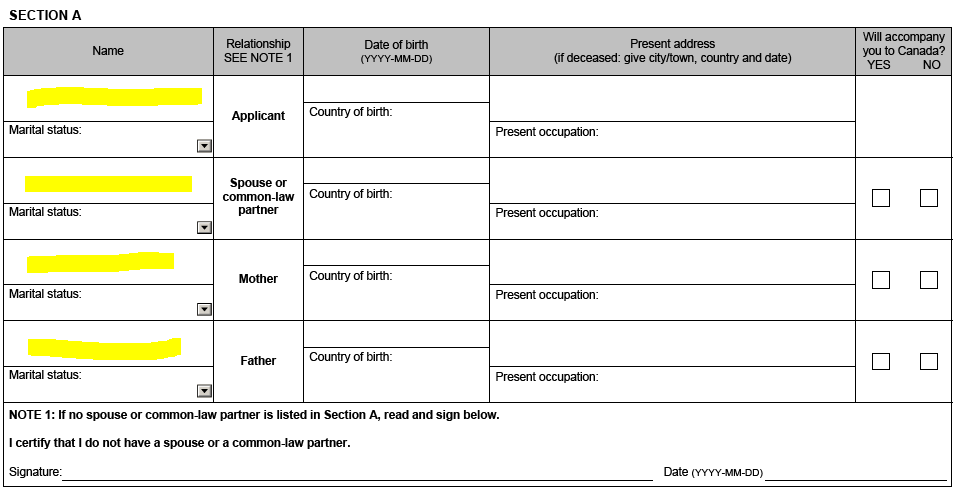 SECTION A
Name
Relationship
SEE NOTE 1
Date of birth
(YYYY-MM-DD)
Present address
(if deceased: give city/town, country and date)
Will accompany
you to Canada?
YES NO
Marital status:
Applicant
Country of birth:
Present occupation:
Marital status:
Spouse or
common-law
partner
Country of birth:
Present occupation:
Marital status:
Mother
Country of birth:
Present occupation:
Marital status:
Father
Country of birth:
Present occupation:
NOTE 1: If no spouse or common-law partner is listed in Section A, read and sign below.
I certify that I do not have a spouse or a common-law partner.
Signature: Date (YYYY-MM-DD)